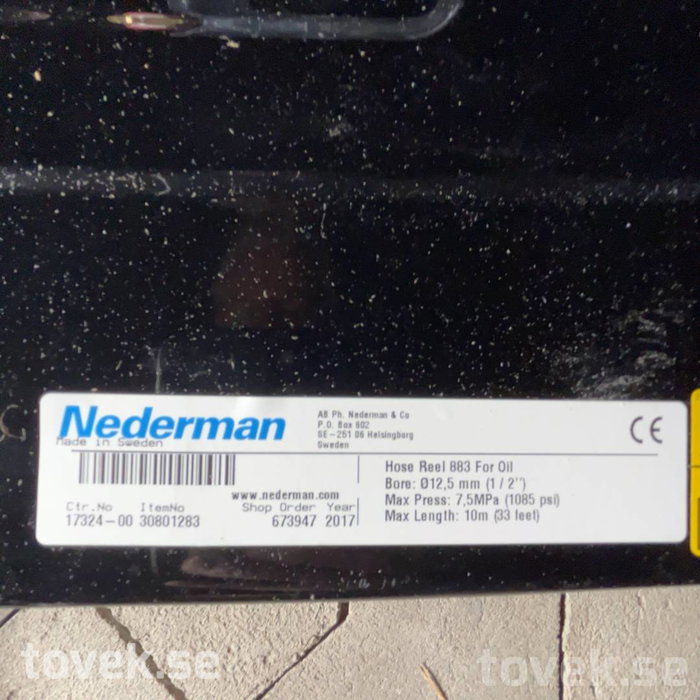 Nederman
Made in Sweden
AB Ph. Nederman & Co
P.O. Box 602
SE-251 06 Helsingborg
Sweden
CE
www.nederman.com
Ctr.No ItemNo Shop Order Year
17324-00 30801283 673947 2017
Hose Reel 883 For Oil
Bore: Ø12,5 mm (1/2")
Max Press: 7,5MPa (1085 psi)
Max Length: 10m (33 feet)
tovek.se tovek.se